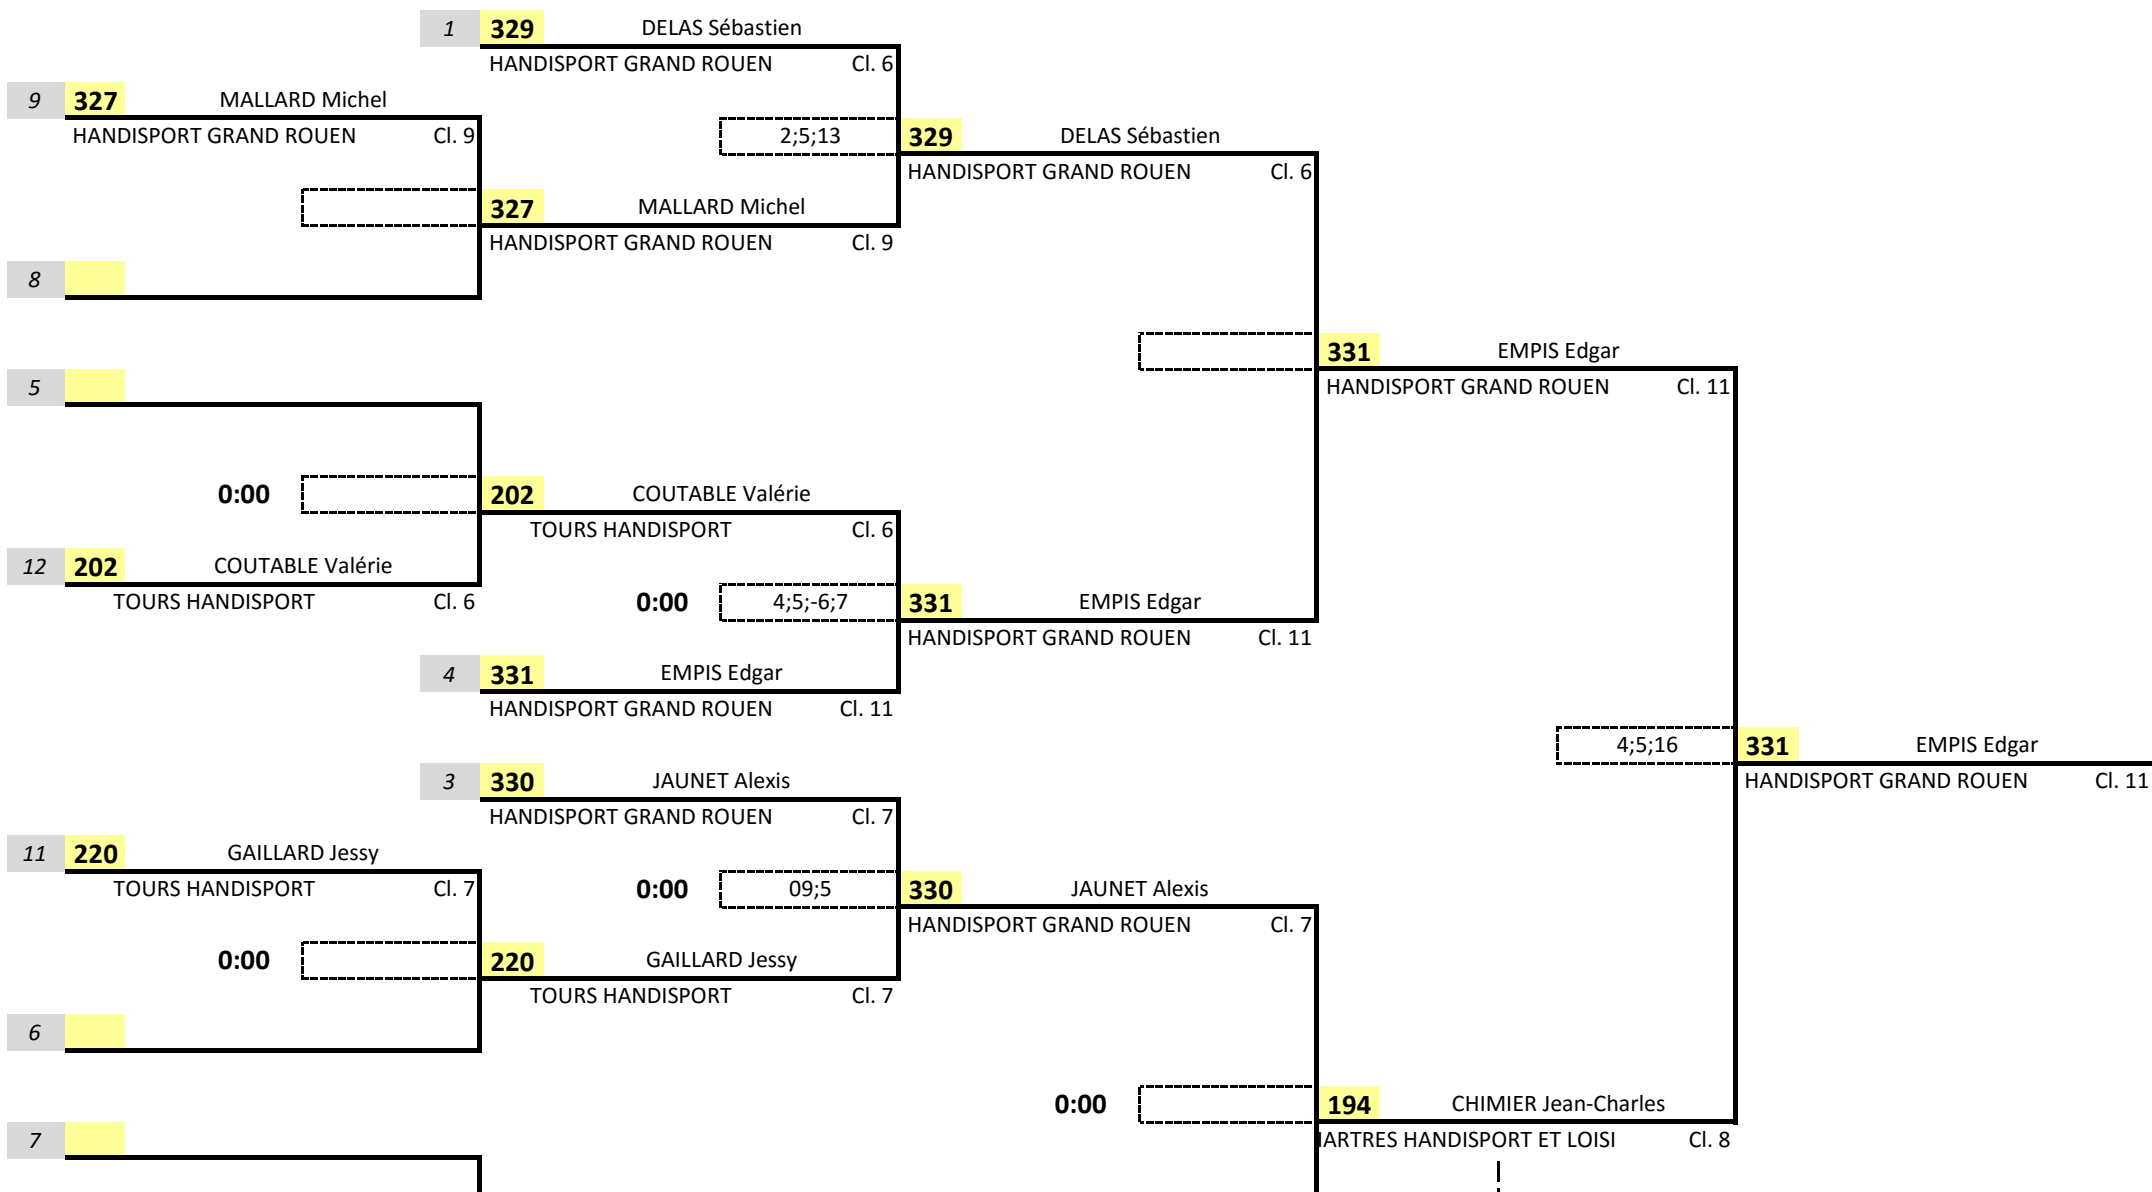 1 329 DELAS Sébastien
HANDISPORT GRAND ROUEN Cl. 6
9 327 MALLARD Michel
HANDISPORT GRAND ROUEN Cl. 9
2;5;13 329 DELAS Sébastien
HANDISPORT GRAND ROUEN Cl. 6
327 MALLARD Michel
HANDISPORT GRAND ROUEN Cl. 9
8
331 EMPIS Edgar
HANDISPORT GRAND ROUEN Cl. 11
5
0:00 202 COUTABLE Valérie
TOURS HANDISPORT Cl. 6
12 202 COUTABLE Valérie
TOURS HANDISPORT Cl. 6
0:00 4;5;-6;7 331 EMPIS Edgar
HANDISPORT GRAND ROUEN Cl. 11
4 331 EMPIS Edgar
HANDISPORT GRAND ROUEN Cl. 11
4;5;16 331 EMPIS Edgar
HANDISPORT GRAND ROUEN Cl. 11
3 330 JAUNET Alexis
HANDISPORT GRAND ROUEN Cl. 7
11 220 GAILLARD Jessy
TOURS HANDISPORT Cl. 7
0:00 09;5 330 JAUNET Alexis
HANDISPORT GRAND ROUEN Cl. 7
0:00 220 GAILLARD Jessy
TOURS HANDISPORT Cl. 7
6
0:00 194 CHIMIER Jean-Charles
HARTRES HANDISPORT ET LOISI Cl. 8
7